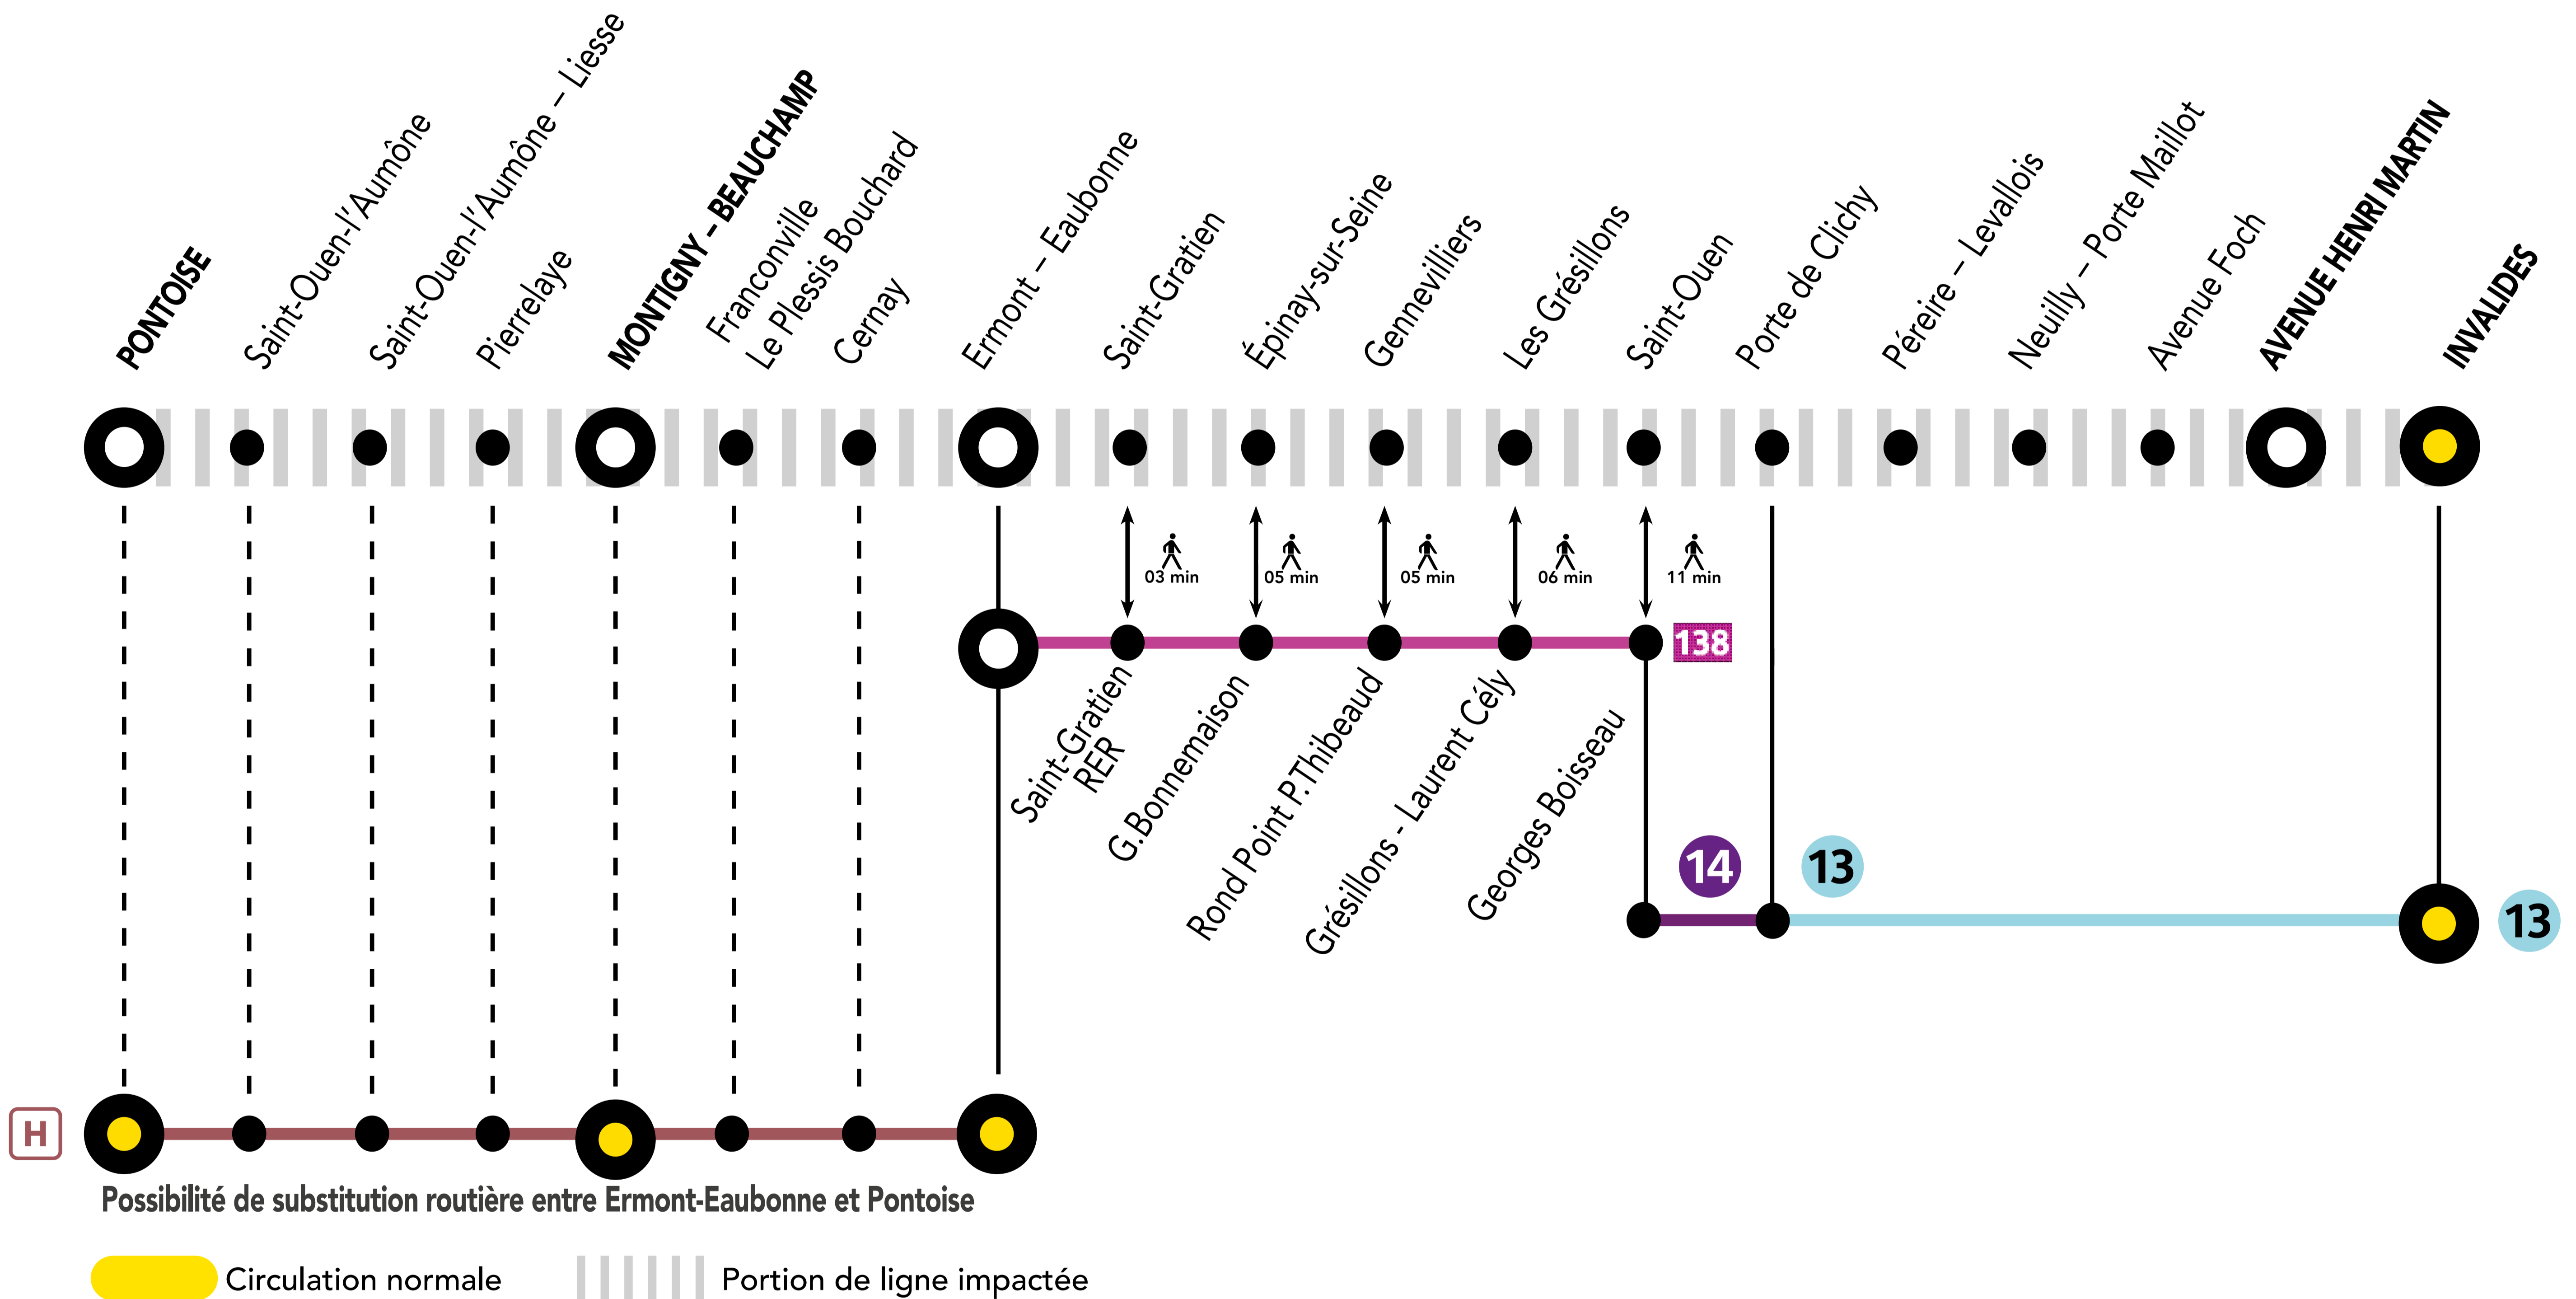 PONTOISE
Saint-Ouen-l'Aumône
Saint-Ouen-l'Aumône – Liesse
Pierrelaye
MONTIGNY – BEAUCHAMP
Franconville
Le Plessis Bouchard
Cernay
Ermont – Eaubonne
Saint-Gratien
Épinay-sur-Seine
Gennevilliers
Les Grésillons
Saint-Ouen
Porte de Clichy
Péreire – Levallois
Neuilly – Porte Maillot
Avenue Foch
AVENUE HENRI MARTIN
INVALIDES
03 min
05 min
05 min
06 min
11 min
138
Saint-Gratien
RER
G.Bonnemaison
Rond Point P.Thibeaud
Grésillons - Laurent Cély
Georges Boisseau
14
13
13
H
Possibilité de substitution routière entre Ermont-Eaubonne et Pontoise
Circulation normale
Portion de ligne impactée